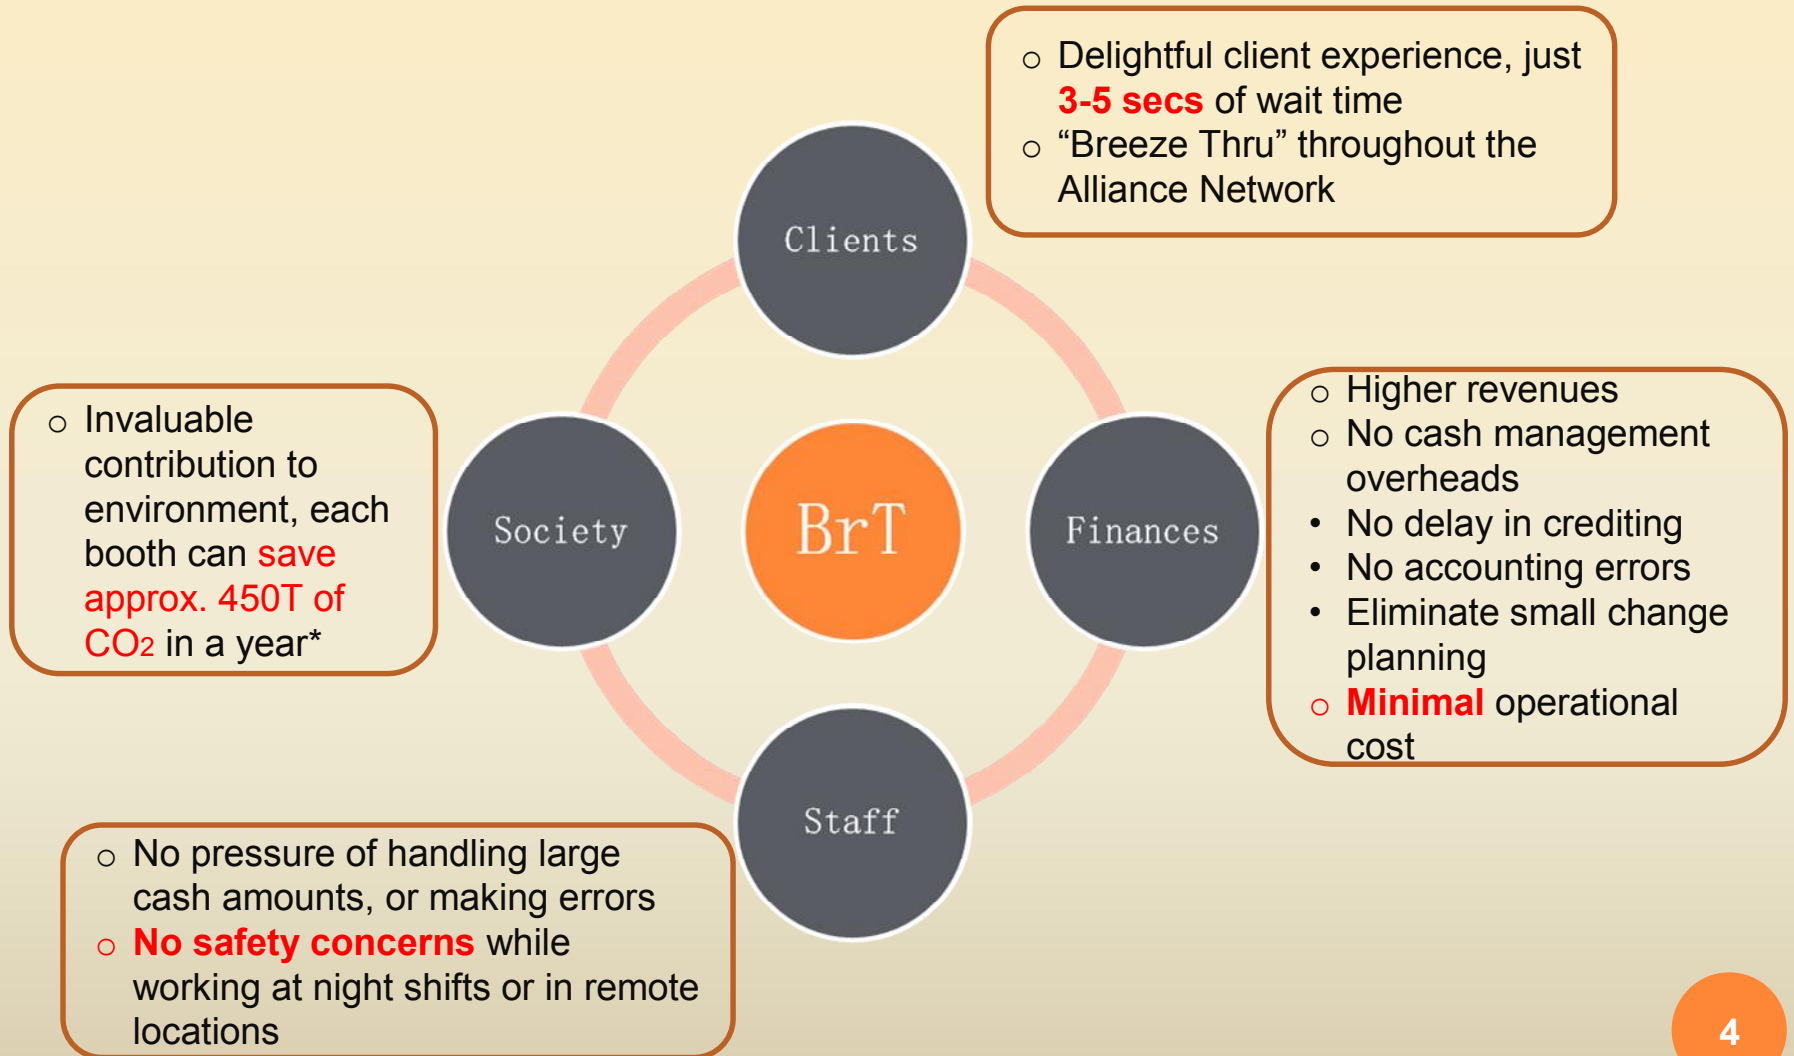 ○ Delightful client experience, just
3-5 secs of wait time
○ “Breeze Thru” throughout the
Alliance Network
Clients
○ Invaluable
contribution to
environment, each
booth can save
approx. 450T of
CO2 in a year*
Society
BrT
Finances
○ Higher revenues
○ No cash management
overheads
• No delay in crediting
• No accounting errors
• Eliminate small change
planning
○ Minimal operational
cost
Staff
○ No pressure of handling large
cash amounts, or making errors
○ No safety concerns while
working at night shifts or in remote
locations
4